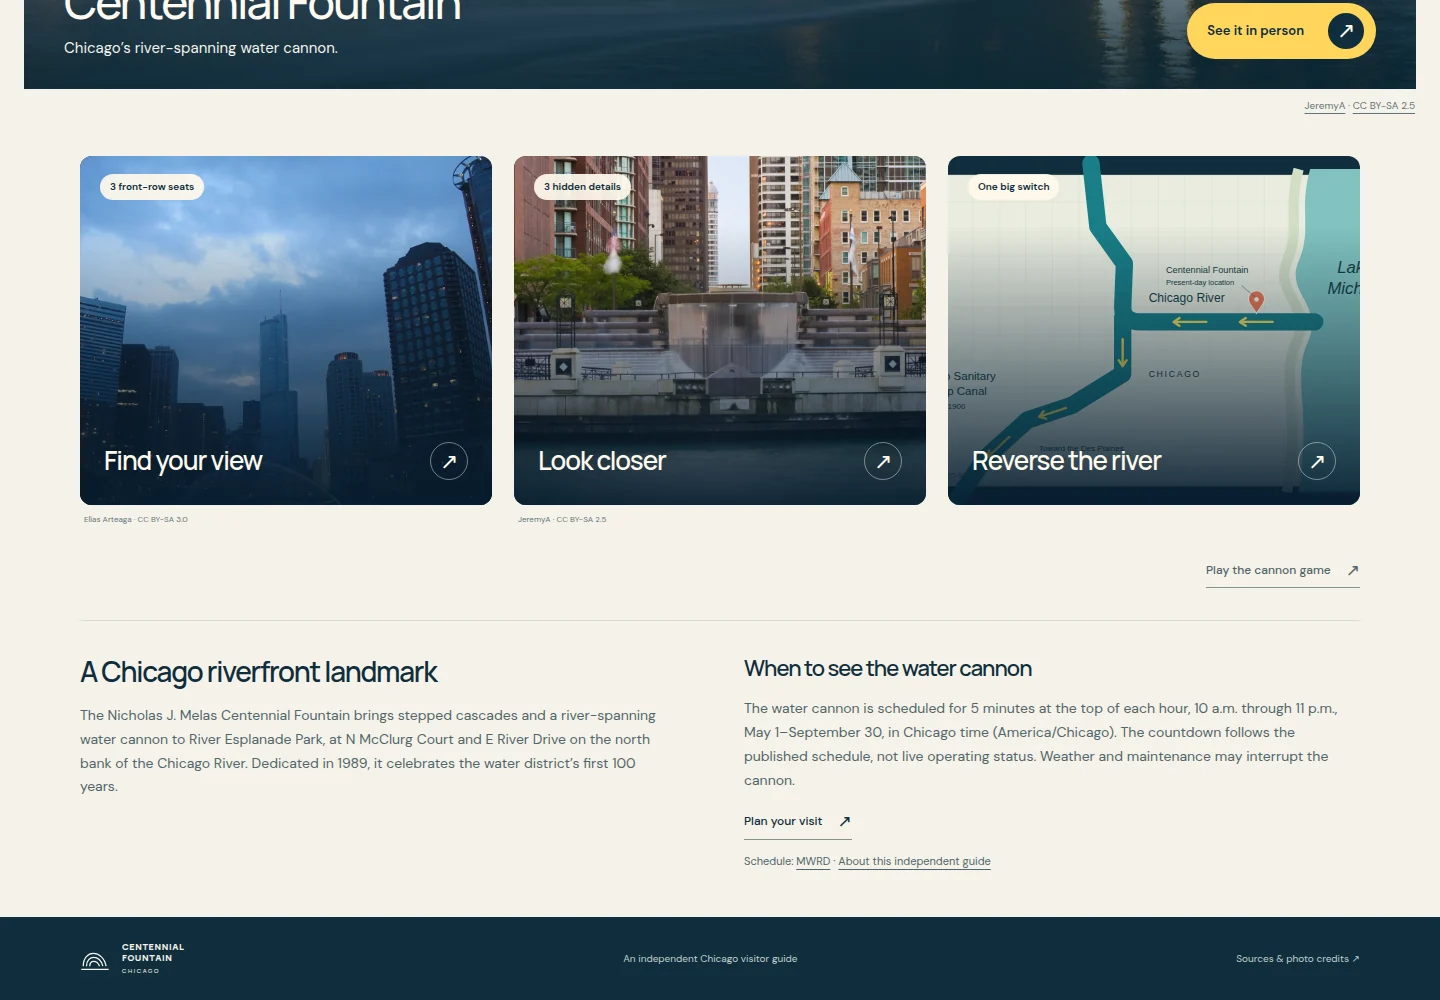 Centennial Fountain
Chicago’s river-spanning water cannon.
See it in person ↗
JeremyA · CC BY-SA 2.5
3 front-row seats
Find your view ↗
Elias Arteaga · CC BY-SA 3.0
3 hidden details
Look closer ↗
JeremyA · CC BY-SA 2.5
One big switch
Centennial Fountain
Present-day location
Chicago River
Lak
Mich
CHICAGO
Sanitary
p Canal
1900
Toward the Des Plaines
Reverse the river ↗
Play the cannon game ↗
A Chicago riverfront landmark
The Nicholas J. Melas Centennial Fountain brings stepped cascades and a river-spanning
water cannon to River Esplanade Park, at N McClurg Court and E River Drive on the north
bank of the Chicago River. Dedicated in 1989, it celebrates the water district’s first 100
years.
When to see the water cannon
The water cannon is scheduled for 5 minutes at the top of each hour, 10 a.m. through 11 p.m.,
May 1–September 30, in Chicago time (America/Chicago). The countdown follows the
published schedule, not live operating status. Weather and maintenance may interrupt the
cannon.
Plan your visit ↗
Schedule: MWRD · About this independent guide
CENTENNIAL
FOUNTAIN
CHICAGO
An independent Chicago visitor guide
Sources & photo credits ↗